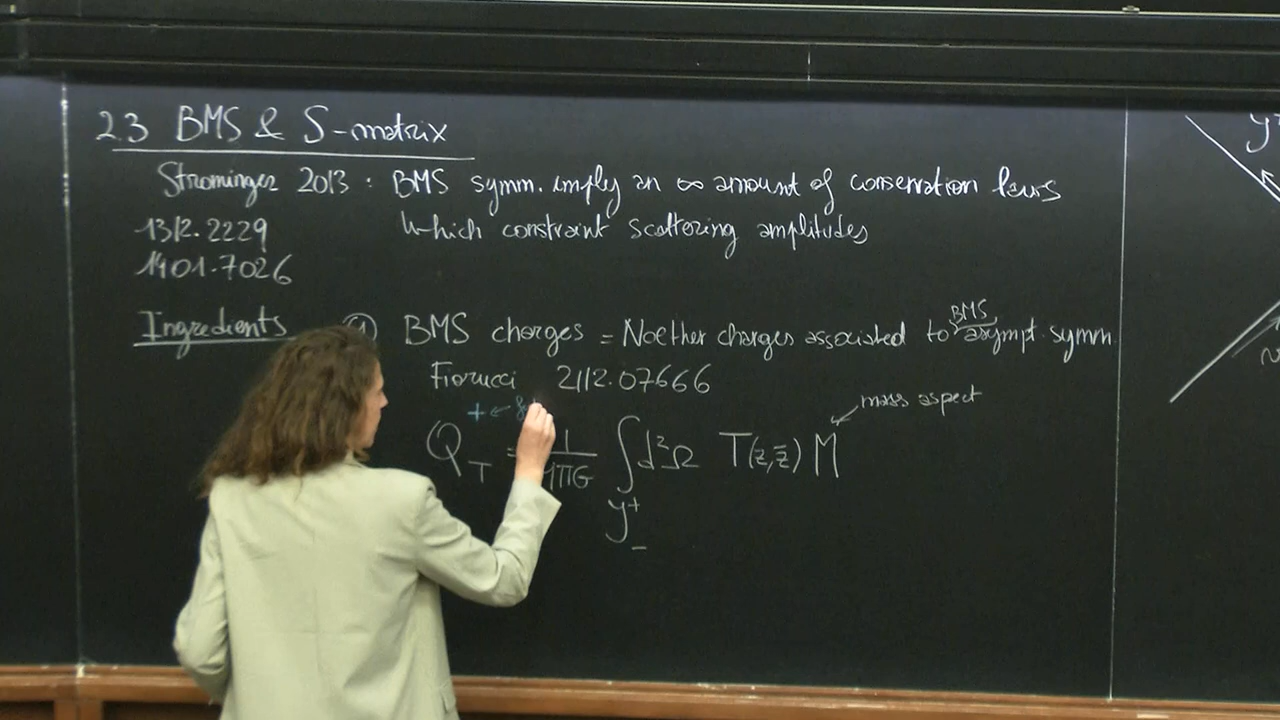 2.3 BMS & S-matrix
Strominger 2013 : BMS symm. imply an ∞ amount of conservation laws
1312.2229 which constraint scattering amplitudes
1401.7026
Ingredients ① BMS charges = Noether charges associated to BMS asympt. symm.
Fiorucci 2112.07666
+ ← mass aspect
Q_T = 1/4πG ∫_{𝒥^+_-} d²Ω T(z,z̄) M